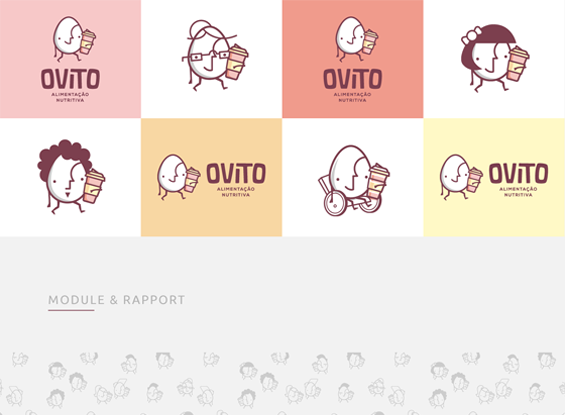 OViTO
ALIMENTAÇÃO
NUTRITIVA
OViTO
ALIMENTAÇÃO
NUTRITIVA
OViTO
ALIMENTAÇÃO
NUTRITIVA
OViTO
ALIMENTAÇÃO
NUTRITIVA
MODULE & RAPPORT